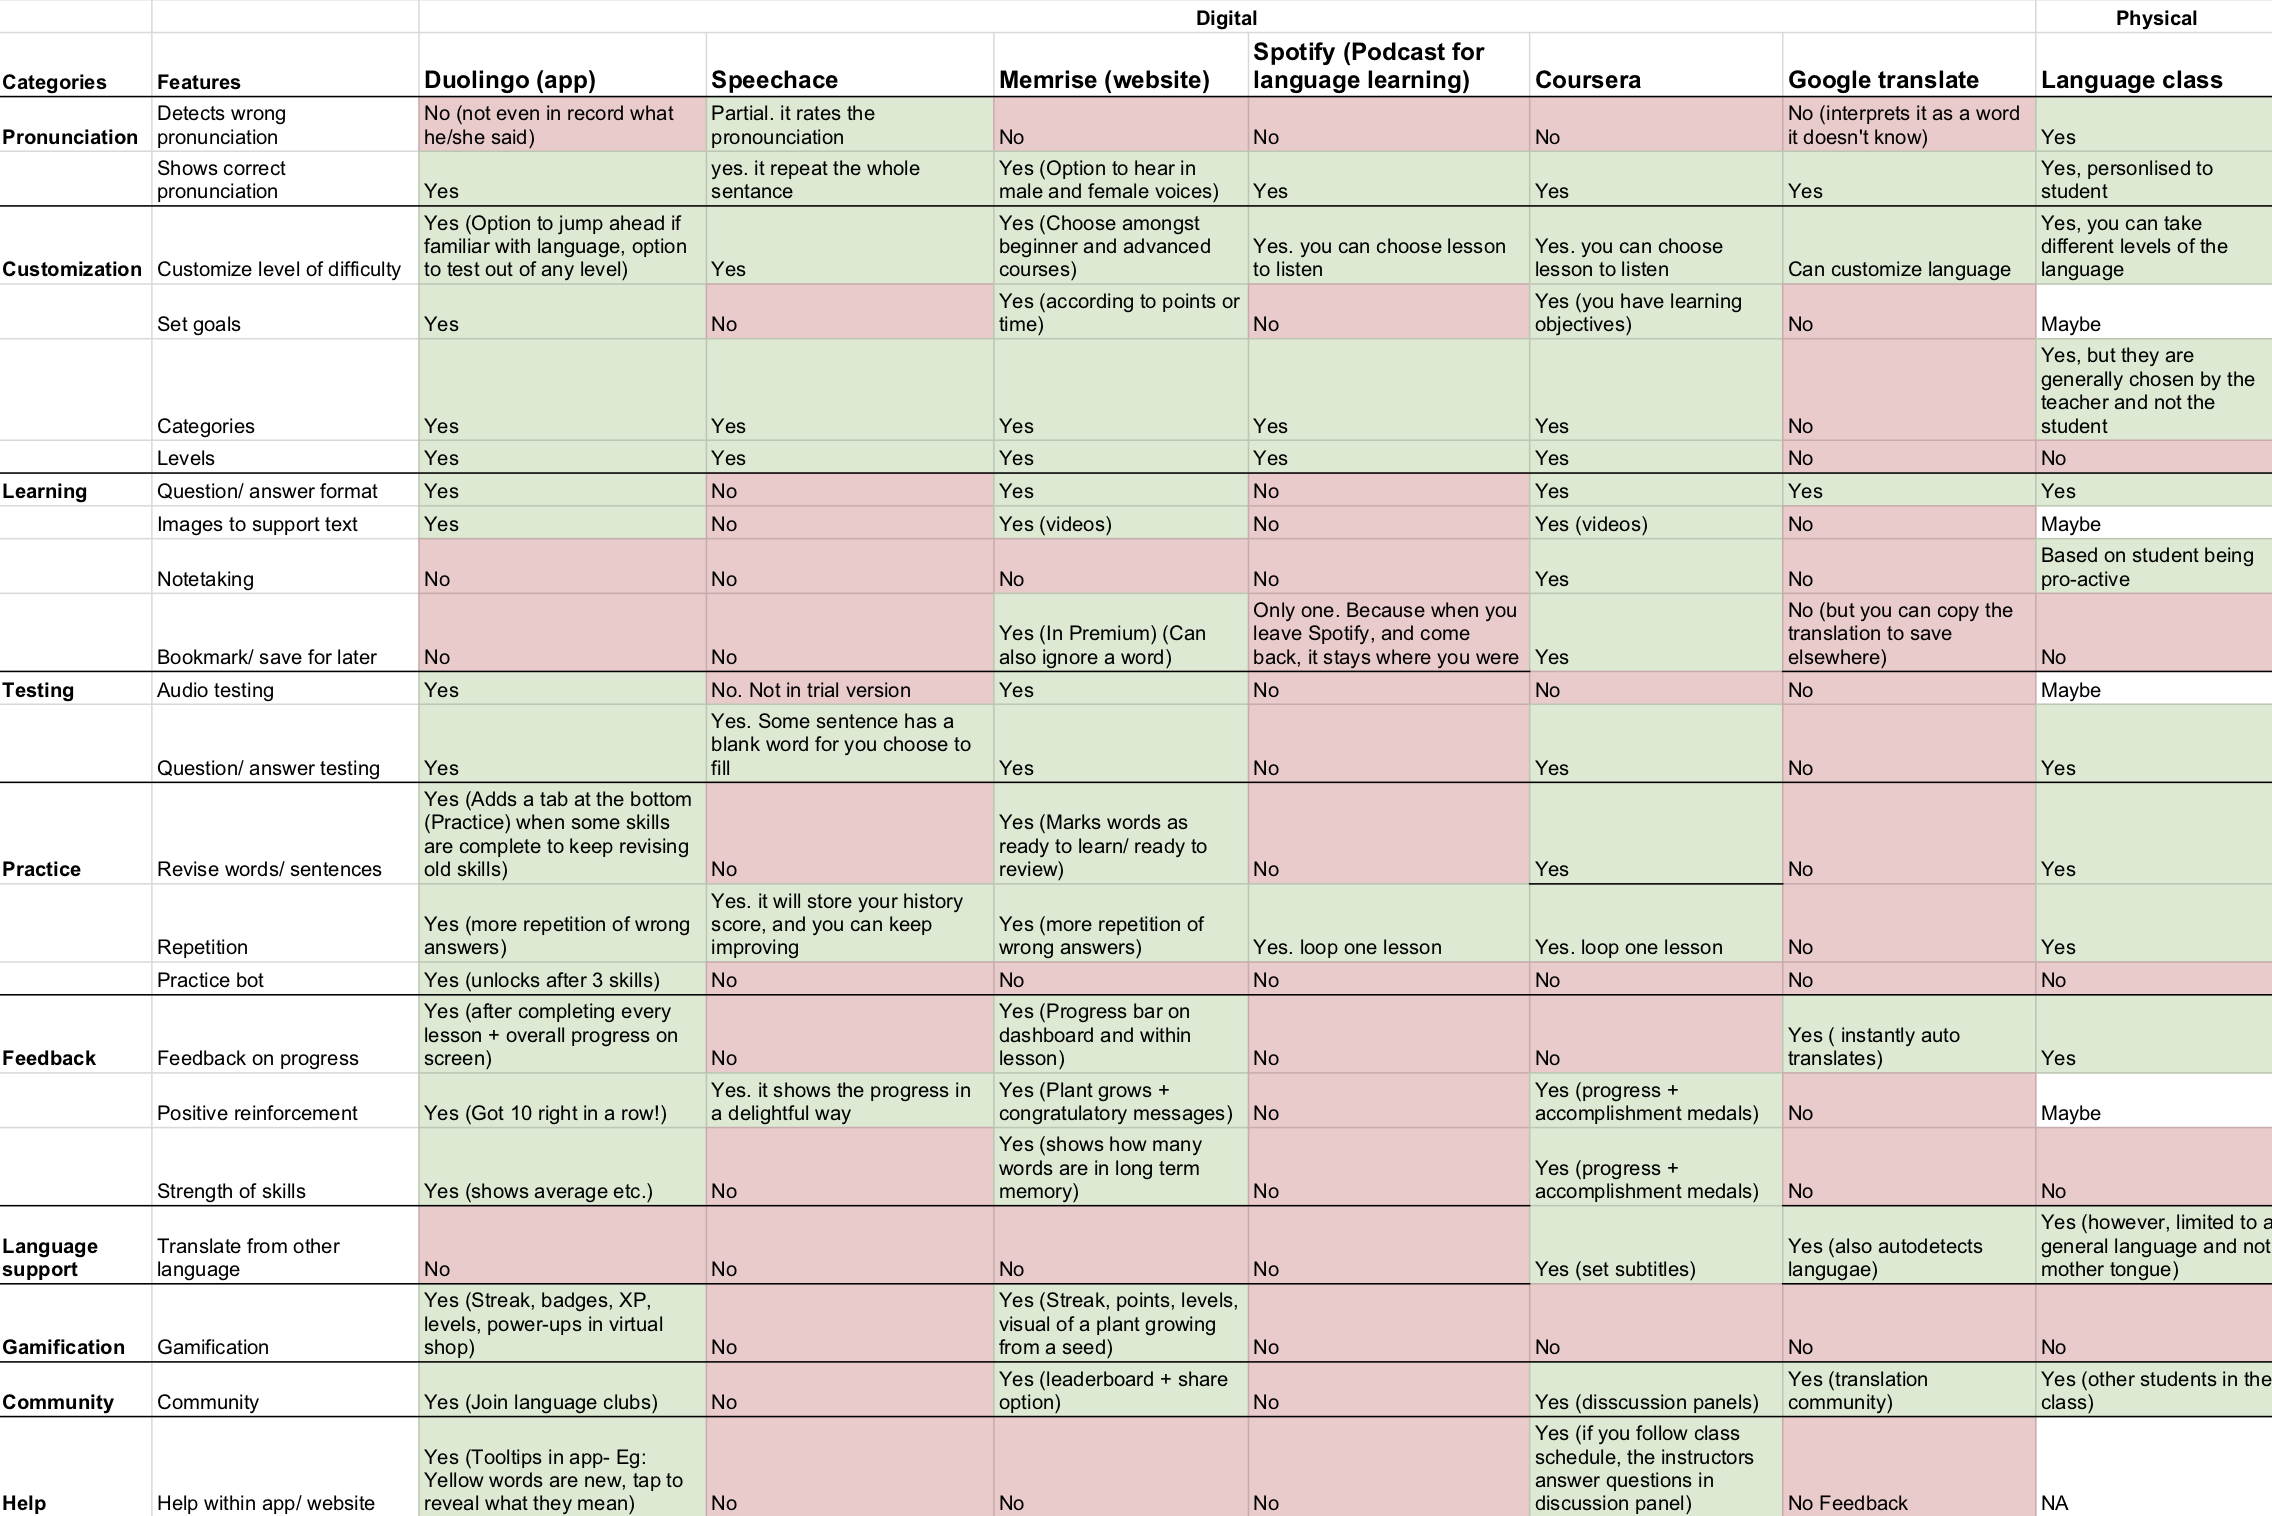 Digital
Physical
Categories
Features
Duolingo (app)
Speechace
Memrise (website)
Spotify (Podcast for
language learning)
Coursera
Google translate
Language class
Pronunciation
Detects wrong
pronunciation
No (not even in record what
he/she said)
Partial. it rates the
pronounciation
No
No
No
No (interprets it as a word
it doesn't know)
Yes
Shows correct
pronunciation
Yes
yes. it repeat the whole
sentance
Yes (Option to hear in
male and female voices)
Yes
Yes
Yes
Yes, personlised to
student
Customization
Customize level of difficulty
Yes (Option to jump ahead if
familiar with language, option
to test out of any level)
Yes
Yes (Choose amongst
beginner and advanced
courses)
Yes. you can choose lesson
to listen
Yes. you can choose
lesson to listen
Can customize language
Yes, you can take
different levels of the
language
Set goals
Yes
No
Yes (according to points or
time)
No
Yes (you have learning
objectives)
No
Maybe
Categories
Yes
Yes
Yes
Yes
Yes
No
Yes, but they are
generally chosen by the
teacher and not the
student
Levels
Yes
Yes
Yes
Yes
Yes
No
No
Learning
Question/ answer format
Yes
No
Yes
No
Yes
Yes
Yes
Images to support text
Yes
No
Yes (videos)
No
Yes (videos)
No
Maybe
Notetaking
No
No
No
No
Yes
No
Based on student being
pro-active
Bookmark/ save for later
No
No
Yes (In Premium) (Can
also ignore a word)
Only one. Because when you
leave Spotify, and come
back, it stays where you were
Yes
No (but you can copy the
translation to save
elsewhere)
No
Testing
Audio testing
Yes
No. Not in trial version
Yes
No
No
No
Maybe
Question/ answer testing
Yes
Yes. Some sentence has a
blank word for you choose to
fill
Yes
No
Yes
No
Yes
Practice
Revise words/ sentences
Yes (Adds a tab at the bottom
(Practice) when some skills
are complete to keep revising
old skills)
No
Yes (Marks words as
ready to learn/ ready to
review)
No
Yes
No
Yes
Repetition
Yes (more repetition of wrong
answers)
Yes. it will store your history
score, and you can keep
improving
Yes (more repetition of
wrong answers)
Yes. loop one lesson
Yes. loop one lesson
No
Yes
Practice bot
Yes (unlocks after 3 skills)
No
No
No
No
No
No
Feedback
Feedback on progress
Yes (after completing every
lesson + overall progress on
screen)
No
Yes (Progress bar on
dashboard and within
lesson)
No
No
Yes ( instantly auto
translates)
Yes
Positive reinforcement
Yes (Got 10 right in a row!)
Yes. it shows the progress in
a delightful way
Yes (Plant grows +
congratulatory messages)
No
Yes (progress +
accomplishment medals)
No
Maybe
Strength of skills
Yes (shows average etc.)
No
Yes (shows how many
words are in long term
memory)
No
Yes (progress +
accomplishment medals)
No
No
Language
support
Translate from other
language
No
No
No
No
Yes (set subtitles)
Yes (also autodetects
langugae)
Yes (however, limited to a
general language and not
mother tongue)
Gamification
Gamification
Yes (Streak, badges, XP,
levels, power-ups in virtual
shop)
No
Yes (Streak, points, levels,
visual of a plant growing
from a seed)
No
No
No
No
Community
Community
Yes (Join language clubs)
No
Yes (leaderboard + share
option)
No
Yes (disscussion panels)
Yes (translation
community)
Yes (other students in the
class)
Help
Help within app/ website
Yes (Tooltips in app- Eg:
Yellow words are new, tap to
reveal what they mean)
No
No
No
Yes (if you follow class
schedule, the instructors
answer questions in
discussion panel)
No Feedback
NA